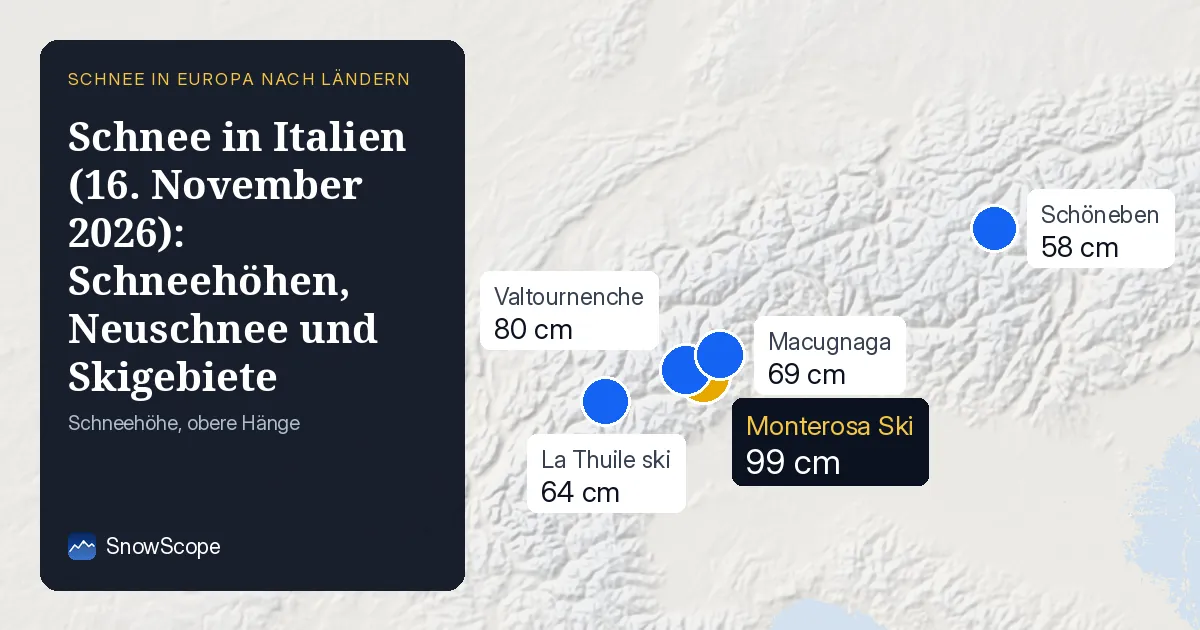 SCHNEE IN EUROPA NACH LÄNDERN
Schnee in Italien
(16. November
2026):
Schneehöhen,
Neuschnee und
Skigebiete
Schneehöhe, obere Hänge
SnowScope
Schöneben
58 cm
Valtournenche
80 cm
Macugnaga
69 cm
Monterosa Ski
99 cm
La Thuile ski
64 cm